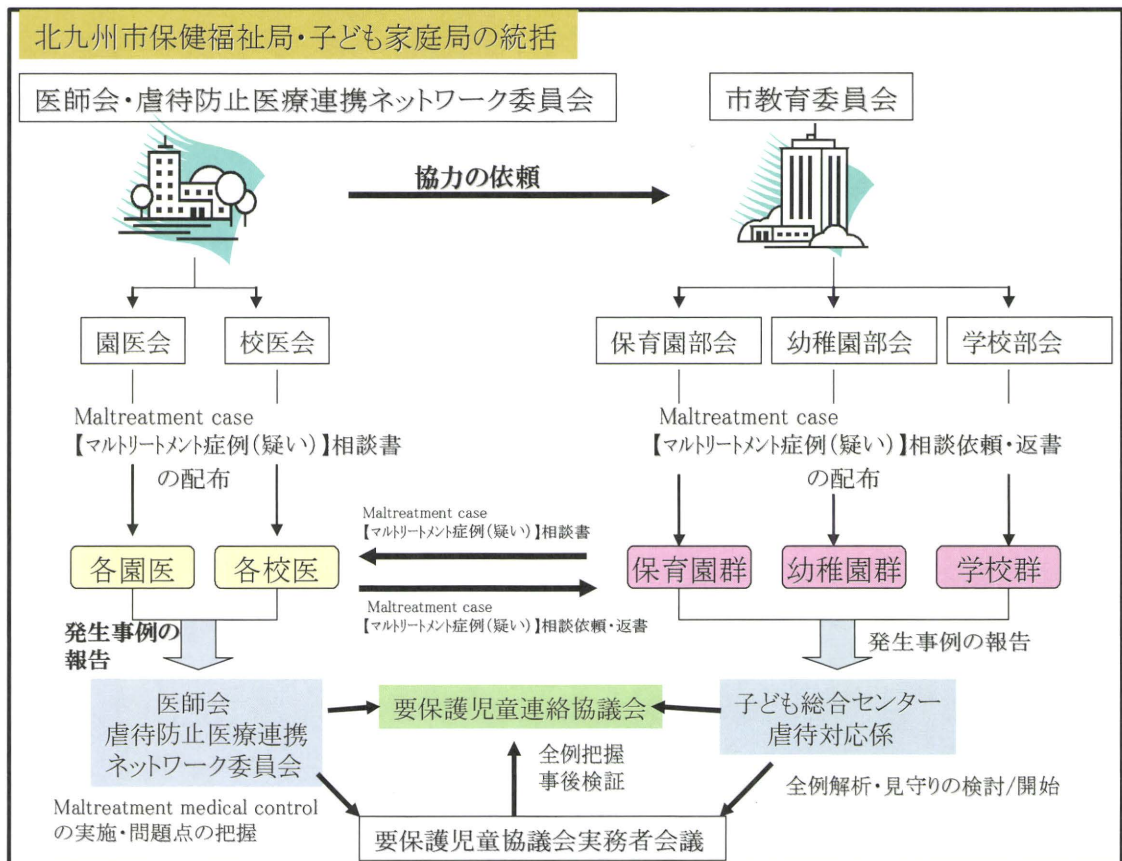 北九州市保健福祉局・子ども家庭局の統括
医師会・虐待防止医療連携ネットワーク委員会
市教育委員会
協力の依頼
園医会
校医会
保育園部会
幼稚園部会
学校部会
Maltreatment case
【マルトリートメント症例(疑い)】相談書
の配布
Maltreatment case
【マルトリートメント症例(疑い)】相談依頼・返書
の配布
Maltreatment case
【マルトリートメント症例(疑い)】相談書
各園医
各校医
保育園群
幼稚園群
学校群
Maltreatment case
【マルトリートメント症例(疑い)】相談依頼・返書
発生事例の
報告
発生事例の報告
医師会
虐待防止医療連携
ネットワーク委員会
要保護児童連絡協議会
子ども総合センター
虐待対応係
全例把握
事後検証
全例解析・見守りの検討/開始
Maltreatment medical control
の実施・問題点の把握
要保護児童協議会実務者会議